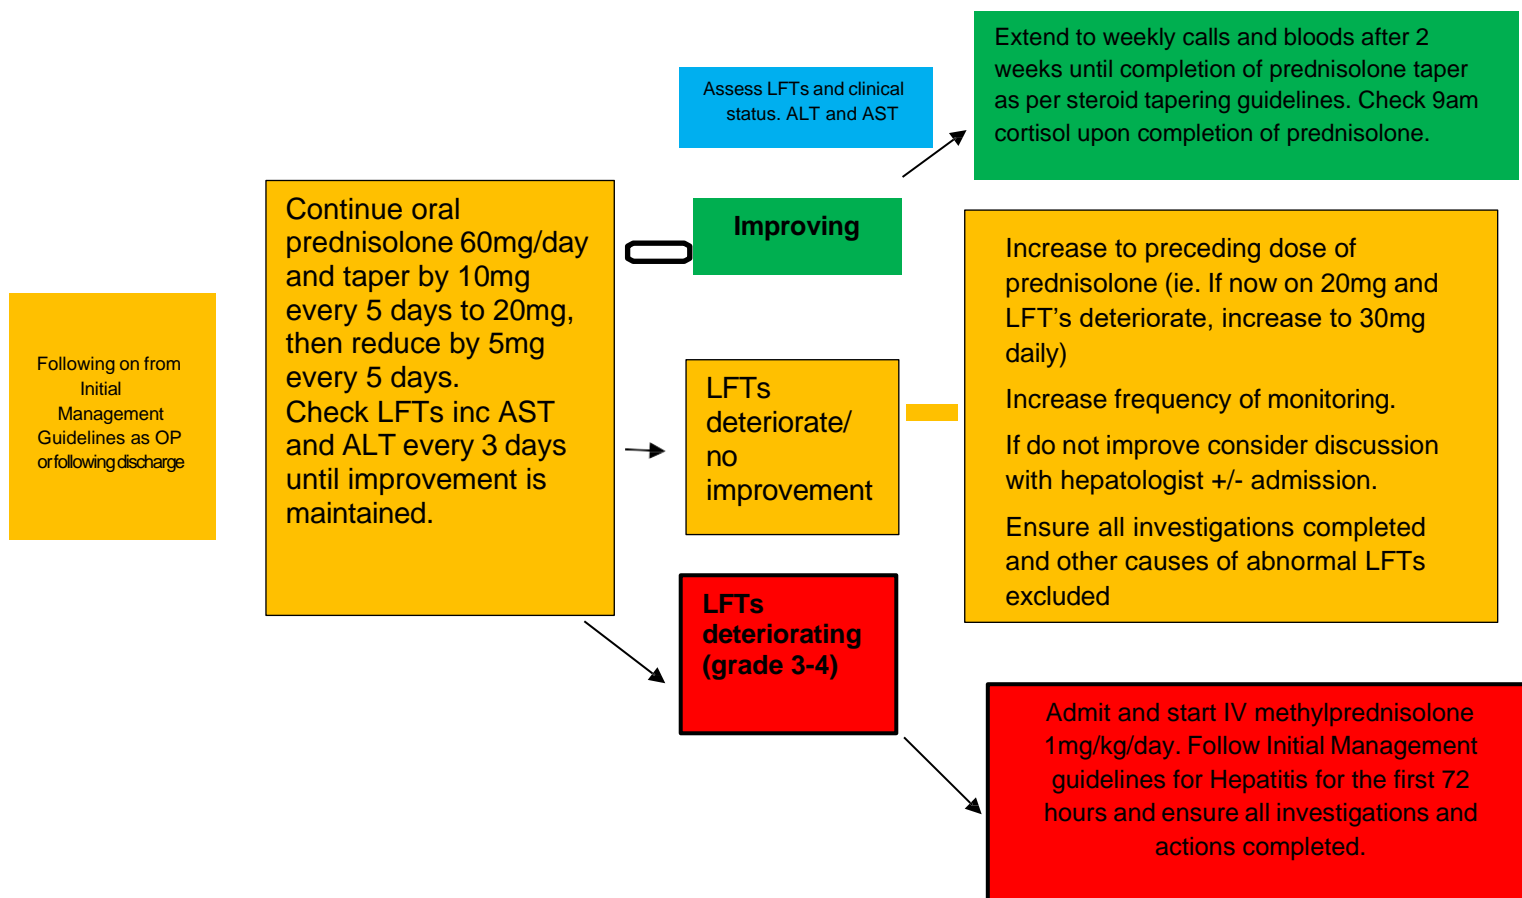 Following on from
Initial
Management
Guidelines as OP
or following discharge
Continue oral
prednisolone 60mg/day
and taper by 10mg
every 5 days to 20mg,
then reduce by 5mg
every 5 days.
Check LFTs inc AST
and ALT every 3 days
until improvement is
maintained.
Assess LFTs and clinical
status. ALT and AST
Improving
Extend to weekly calls and bloods after 2
weeks until completion of prednisolone taper
as per steroid tapering guidelines. Check 9am
cortisol upon completion of prednisolone.
LFTs
deteriorate/
no
improvement
Increase to preceding dose of
prednisolone (ie. If now on 20mg and
LFT’s deteriorate, increase to 30mg
daily)
Increase frequency of monitoring.
If do not improve consider discussion
with hepatologist +/- admission.
Ensure all investigations completed
and other causes of abnormal LFTs
excluded
LFTs
deteriorating
(grade 3-4)
Admit and start IV methylprednisolone
1mg/kg/day. Follow Initial Management
guidelines for Hepatitis for the first 72
hours and ensure all investigations and
actions completed.